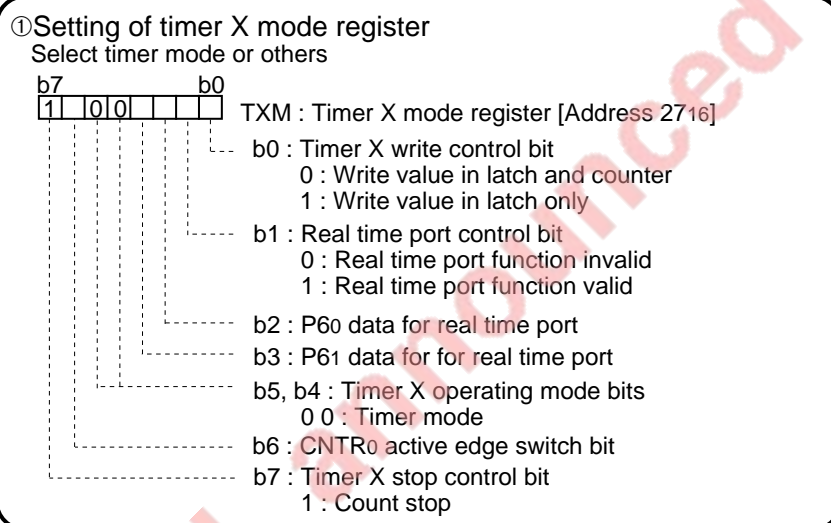 ①Setting of timer X mode register
Select timer mode or others
b7 b0
1 0 0 TXM : Timer X mode register [Address 2716]
b0 : Timer X write control bit
0 : Write value in latch and counter
1 : Write value in latch only
b1 : Real time port control bit
0 : Real time port function invalid
1 : Real time port function valid
b2 : P60 data for real time port
b3 : P61 data for for real time port
b5, b4 : Timer X operating mode bits
0 0 : Timer mode
b6 : CNTR0 active edge switch bit
b7 : Timer X stop control bit
1 : Count stop
announced